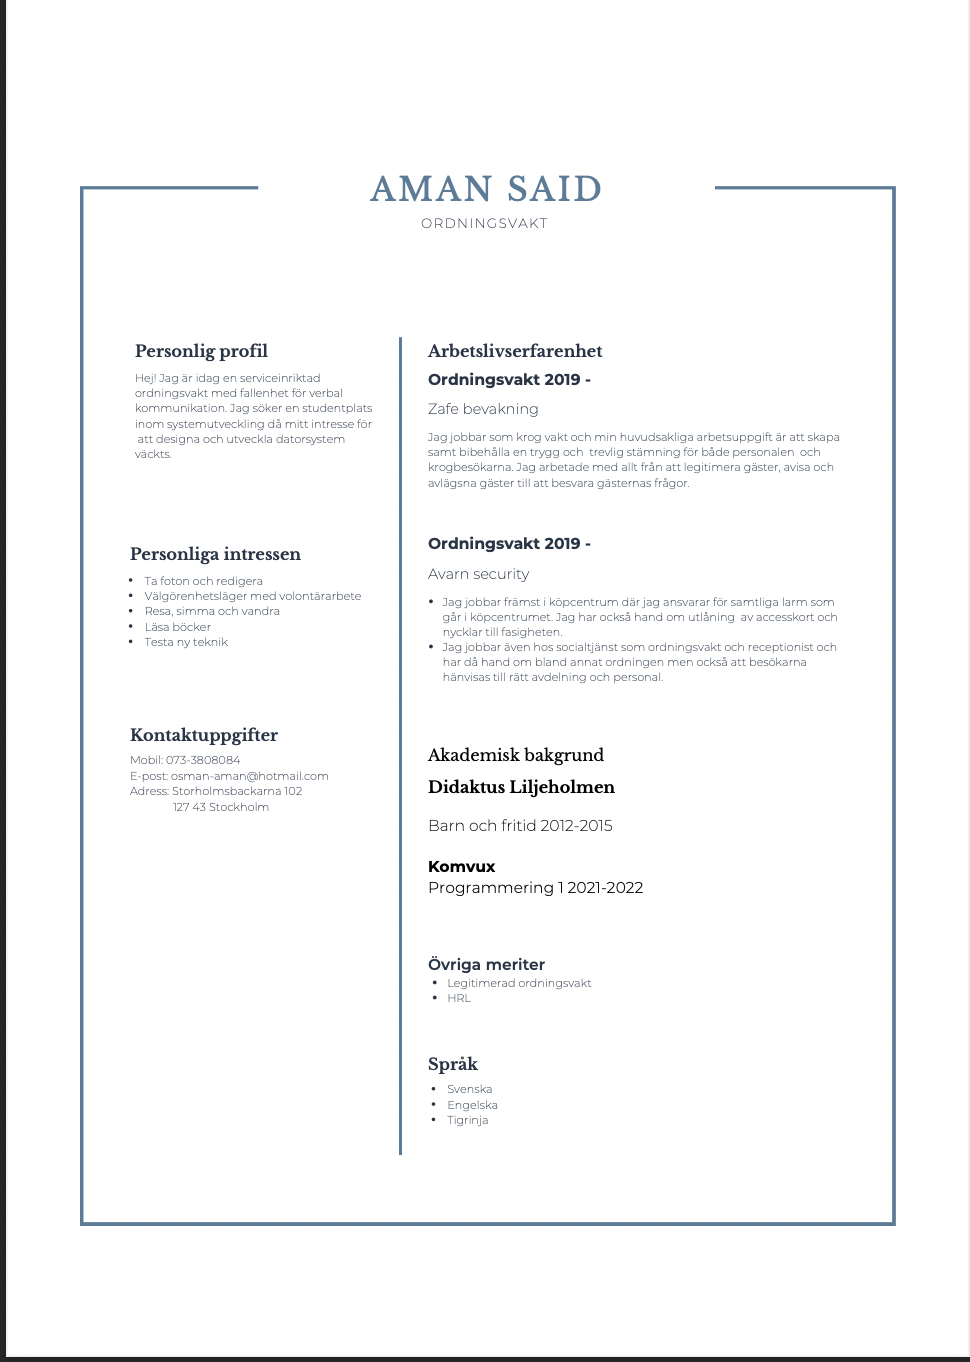 AMAN SAID
ORDNINGSVAKT
Personlig profil
Hej! Jag är idag en serviceinriktad
ordningsvakt med fallenhet för verbal
kommunikation. Jag söker en studentplats
inom systemutveckling då mitt intresse för
att designa och utveckla datorsystem
väckts.
Personliga intressen
• Ta foton och redigera
• Välgörenhetsläger med volontärarbete
• Resa, simma och vandra
• Läsa böcker
• Testa ny teknik
Kontaktuppgifter
Mobil: 073-3808084
E-post: osman-aman@hotmail.com
Adress: Storholmsbackarna 102
127 43 Stockholm
Arbetslivserfarenhet
Ordningsvakt 2019 -
Zafe bevakning
Jag jobbar som krog vakt och min huvudsakliga arbetsuppgift är att skapa
samt bibehålla en trygg och trevlig stämning för både personalen och
krogbesökarna. Jag arbetade med allt från att legitimera gäster, avisa och
avlägsna gäster till att besvara gästernas frågor.
Ordningsvakt 2019 -
Avarn security
• Jag jobbar främst i köpcentrum där jag ansvarar för samtliga larm som
går i köpcentrumet. Jag har också hand om utlåning av accesskort och
nycklar till fasigheten.
• Jag jobbar även hos socialtjänst som ordningsvakt och receptionist och
har då hand om bland annat ordningen men också att besökarna
hänvisas till rätt avdelning och personal.
Akademisk bakgrund
Didaktus Liljeholmen
Barn och fritid 2012-2015
Komvux
Programmering 1 2021-2022
Övriga meriter
• Legitimerad ordningsvakt
• HRL
Språk
• Svenska
• Engelska
• Tigrinja